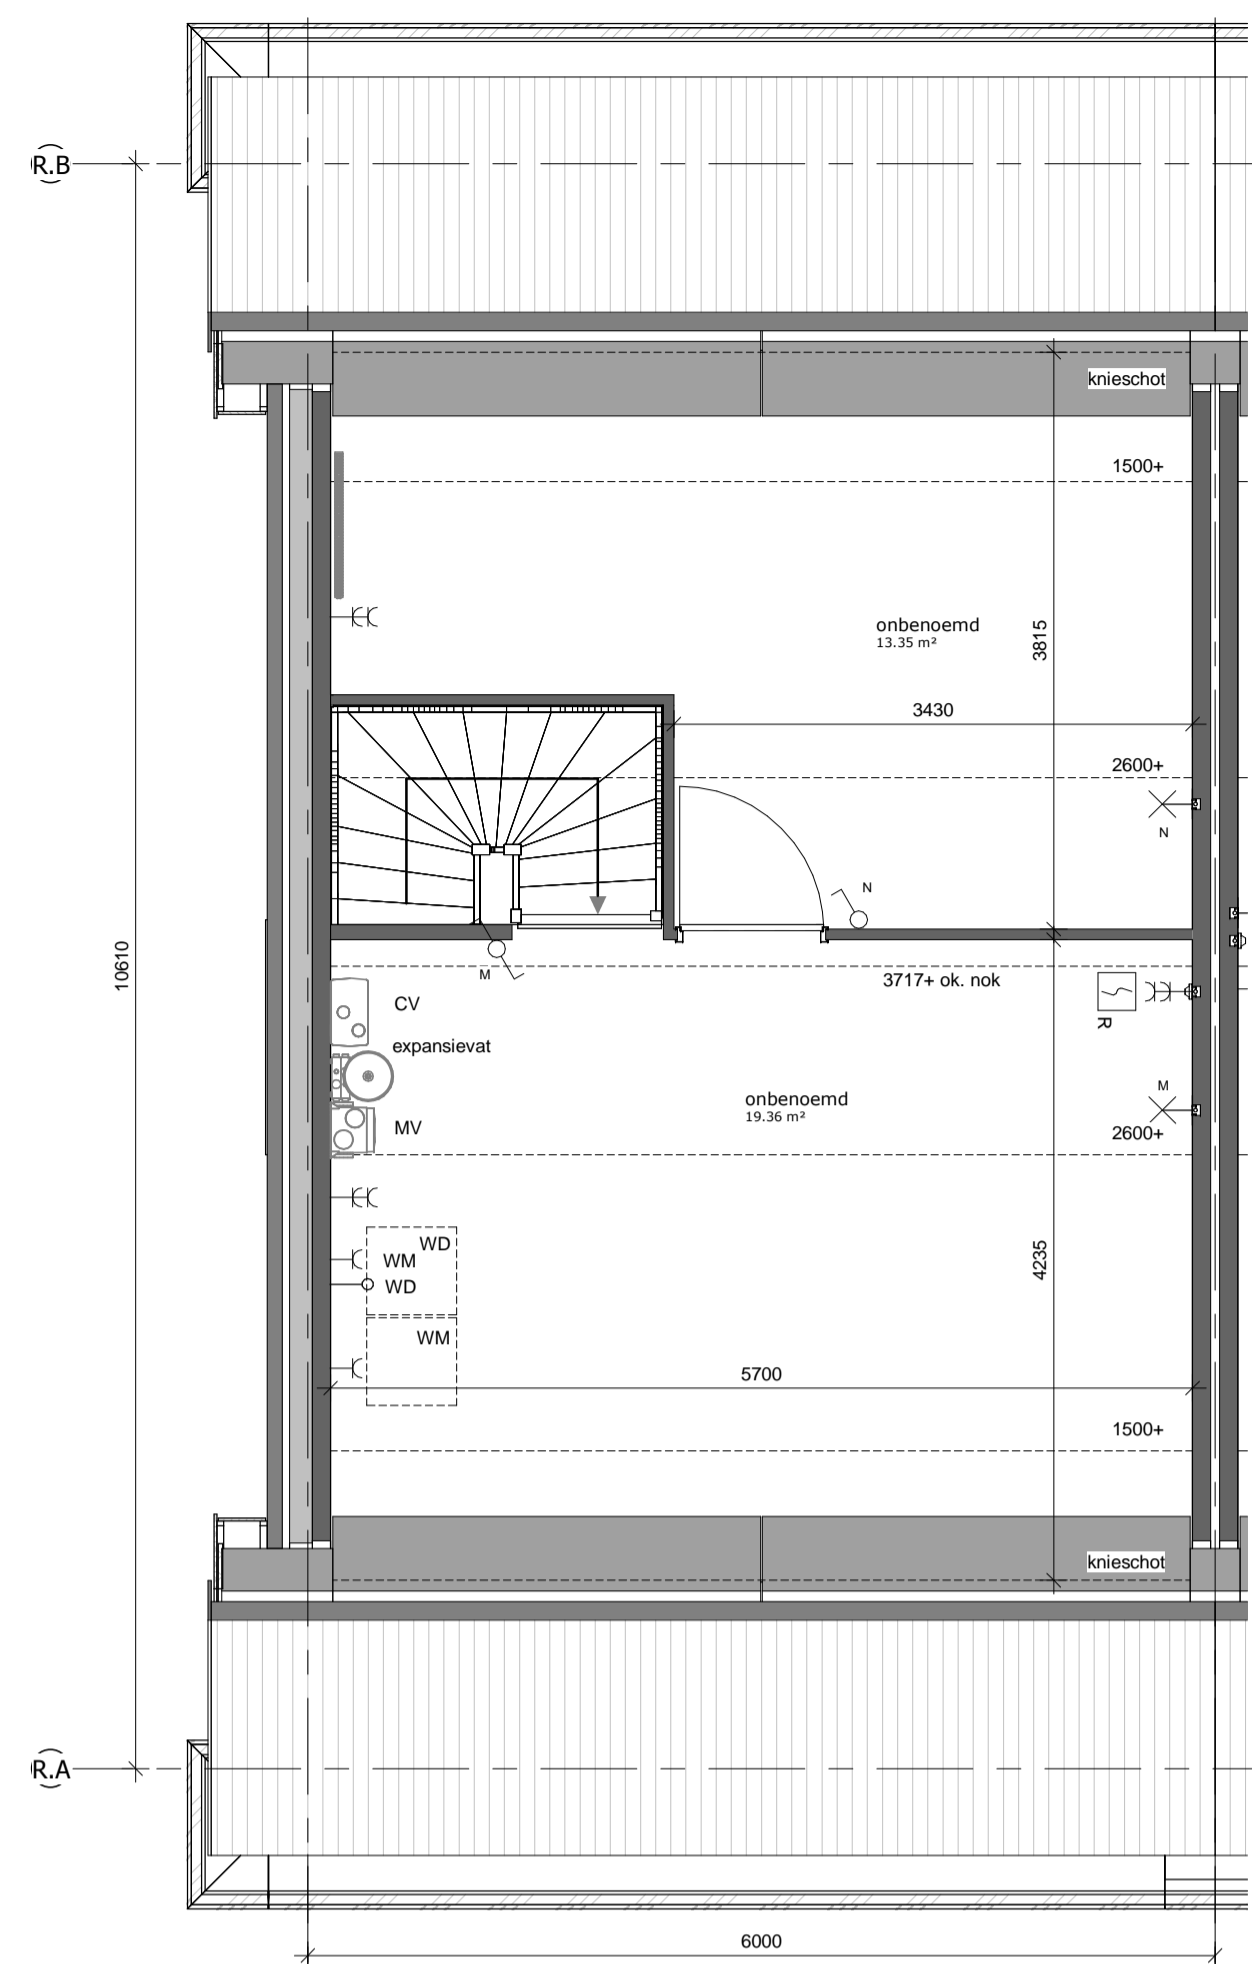 R.B
knieschot
1500+
onbenoemd
13.35 m²
3815
3430
2600+
N
N
M
3717+ ok. nok
R
CV
expansievat
MV
onbenoemd
19.36 m²
M
2600+
10610
WD
WM
WD
WM
4235
5700
1500+
knieschot
R.A
6000